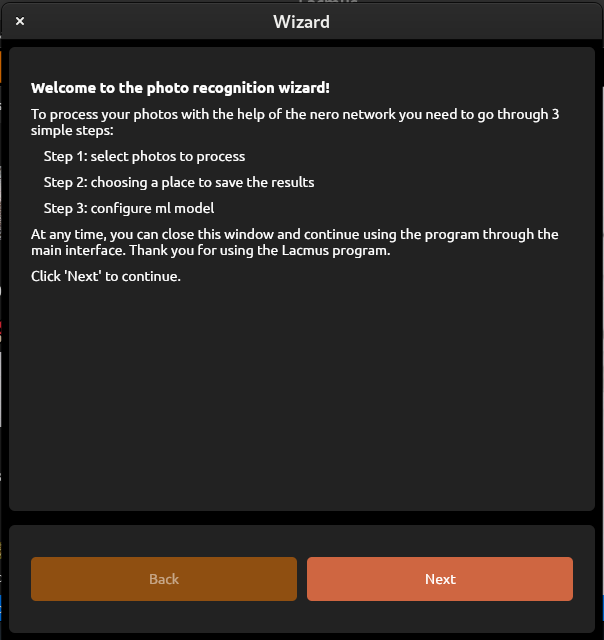 Wizard
Welcome to the photo recognition wizard!
To process your photos with the help of the nero network you need to go through 3
simple steps:
Step 1: select photos to process
Step 2: choosing a place to save the results
Step 3: configure ml model
At any time, you can close this window and continue using the program through the
main interface. Thank you for using the Lacmus program.
Click 'Next' to continue.
Back
Next